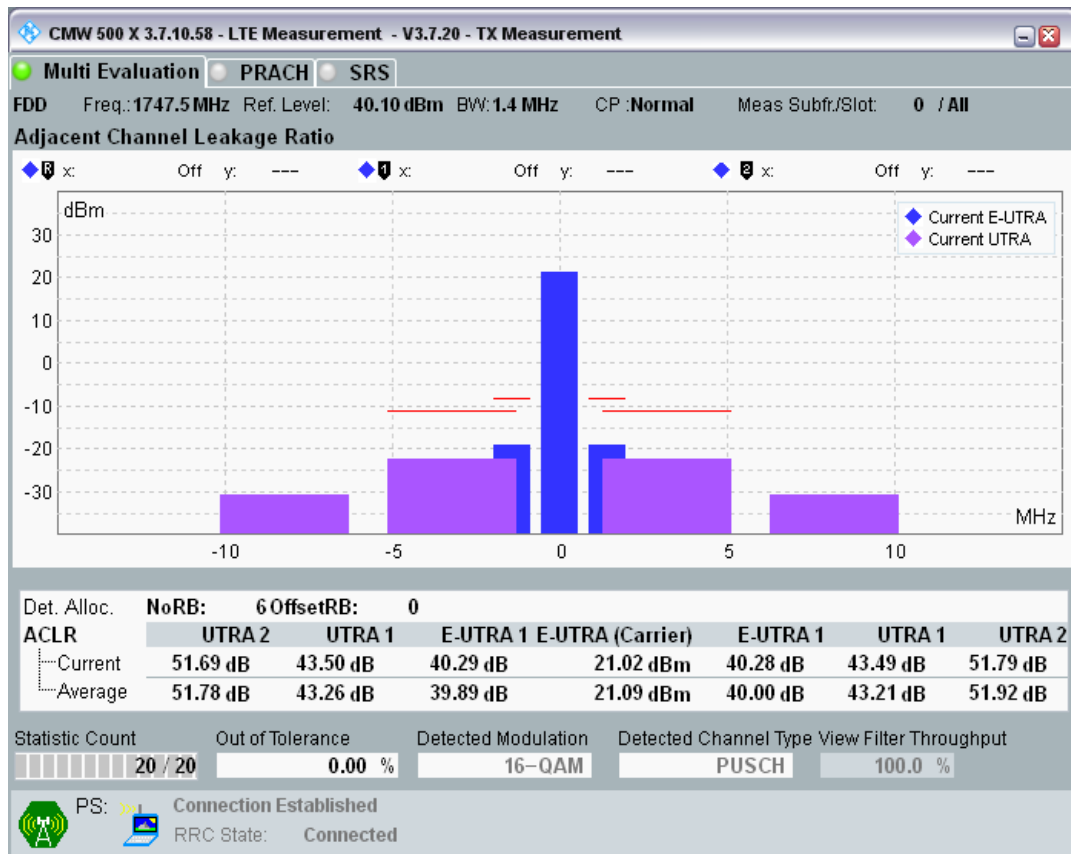 CMW 500 X 3.7.10.58 - LTE Measurement - V3.7.20 - TX Measurement
Multi Evaluation PRACH SRS
FDD Freq.:1747.5 MHz Ref. Level: 40.10 dBm BW:1.4 MHz CP :Normal Meas Subfr./Slot: 0 / All
Adjacent Channel Leakage Ratio
R x: Off y: --- 1 x: Off y: --- 2 x: Off y: ---
dBm
Current E-UTRA
Current UTRA
30
20
10
0
-10
-20
-30
MHz
-10 -5 0 5 10
Det. Alloc. NoRB: 6 OffsetRB: 0
ACLR UTRA 2 UTRA 1 E-UTRA 1 E-UTRA (Carrier) E-UTRA 1 UTRA 1 UTRA 2
Current 51.69 dB 43.50 dB 40.29 dB 21.02 dBm 40.28 dB 43.49 dB 51.79 dB
Average 51.78 dB 43.26 dB 39.89 dB 21.09 dBm 40.00 dB 43.21 dB 51.92 dB
Statistic Count Out of Tolerance Detected Modulation Detected Channel Type View Filter Throughput
20 / 20 0.00 % 16-QAM PUSCH 100.0 %
PS: Connection Established
RRC State: Connected